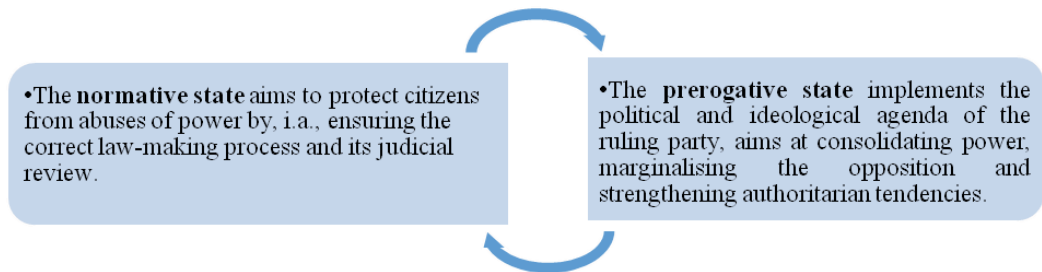 •The normative state aims to protect citizens
from abuses of power by, i.a., ensuring the
correct law-making process and its judicial
review.
•The prerogative state implements the
political and ideological agenda of the
ruling party, aims at consolidating power,
marginalising the opposition and
strengthening authoritarian tendencies.